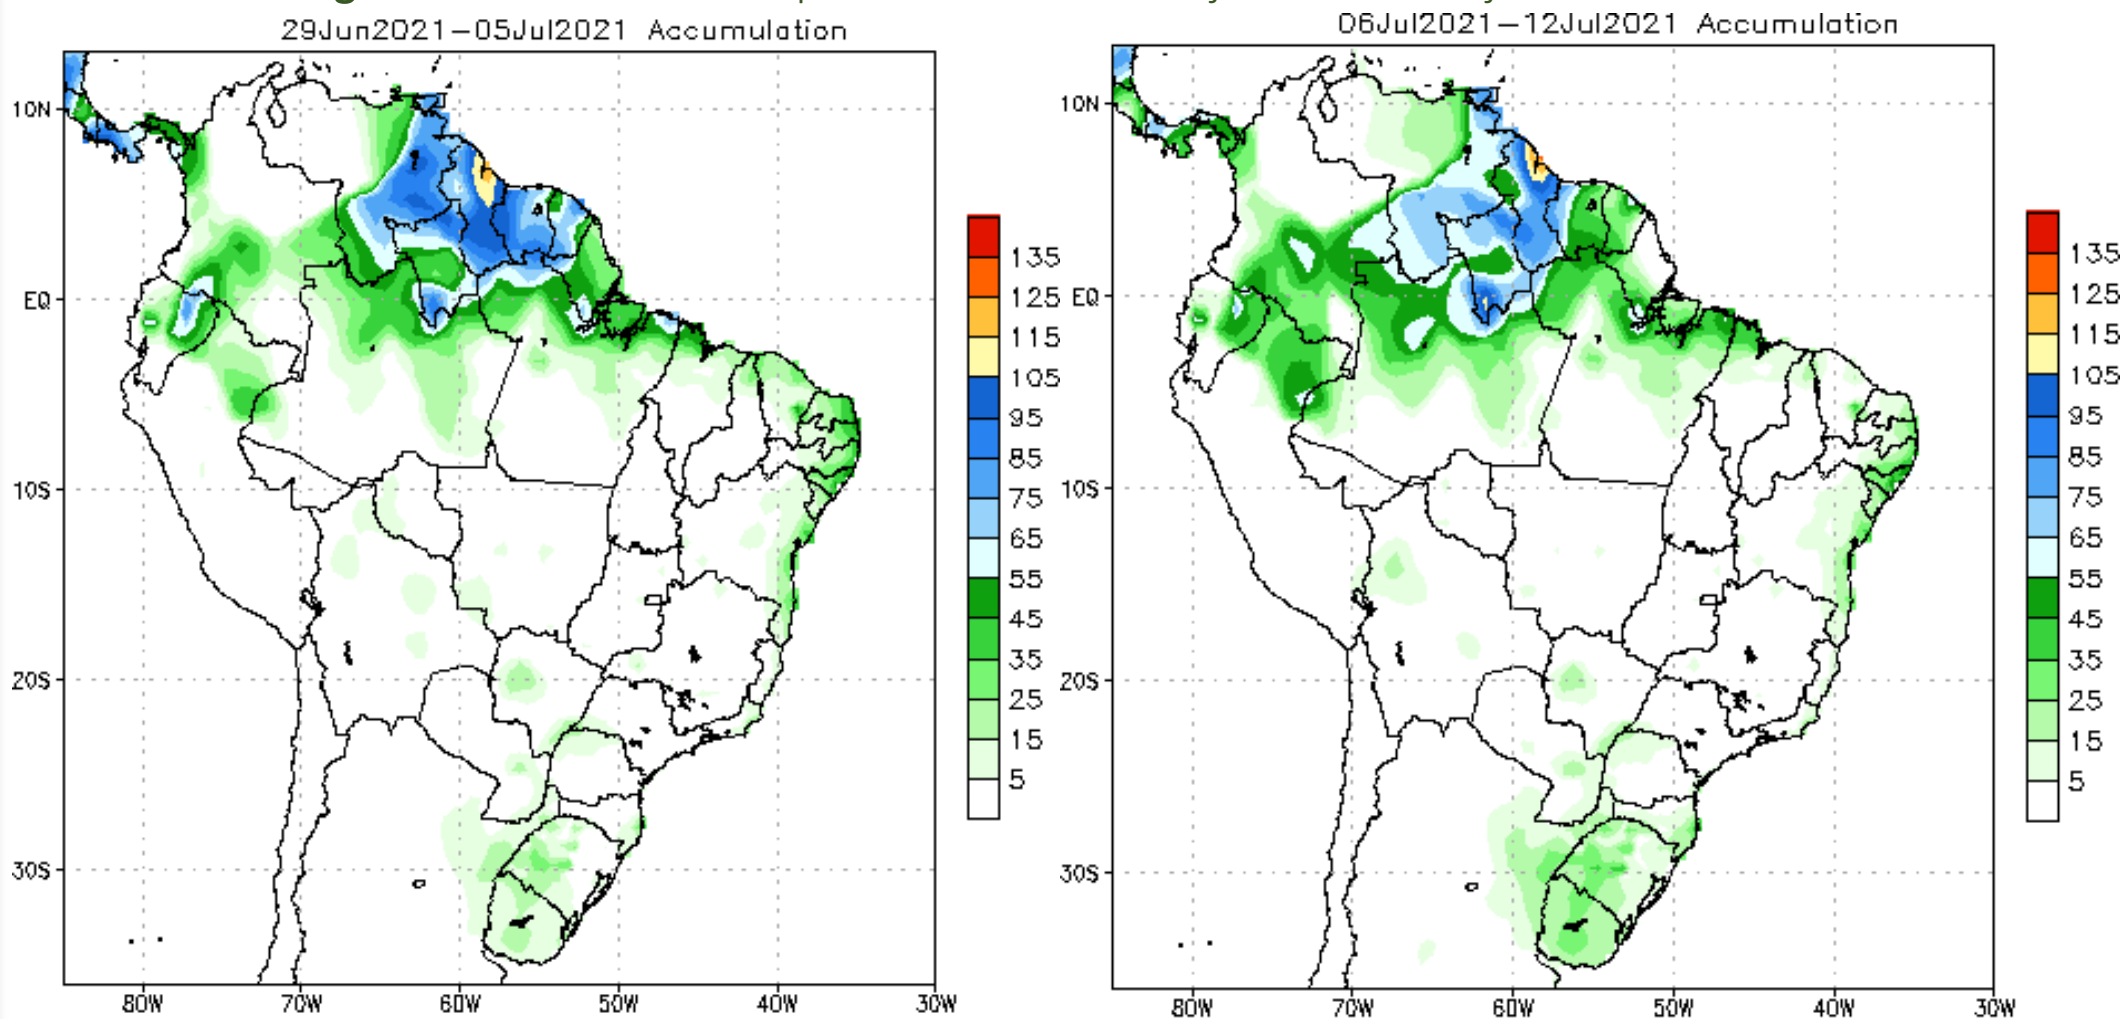 29Jun2021–05Jul2021 Accumulation
10N
EQ
10S
20S
30S
80W 70W 60W 50W 40W 30W
135
125
115
105
95
85
75
65
55
45
35
25
15
5
06Jul2021–12Jul2021 Accumulation
10N
EQ
10S
20S
30S
80W 70W 60W 50W 40W 30W
135
125
115
105
95
85
75
65
55
45
35
25
15
5